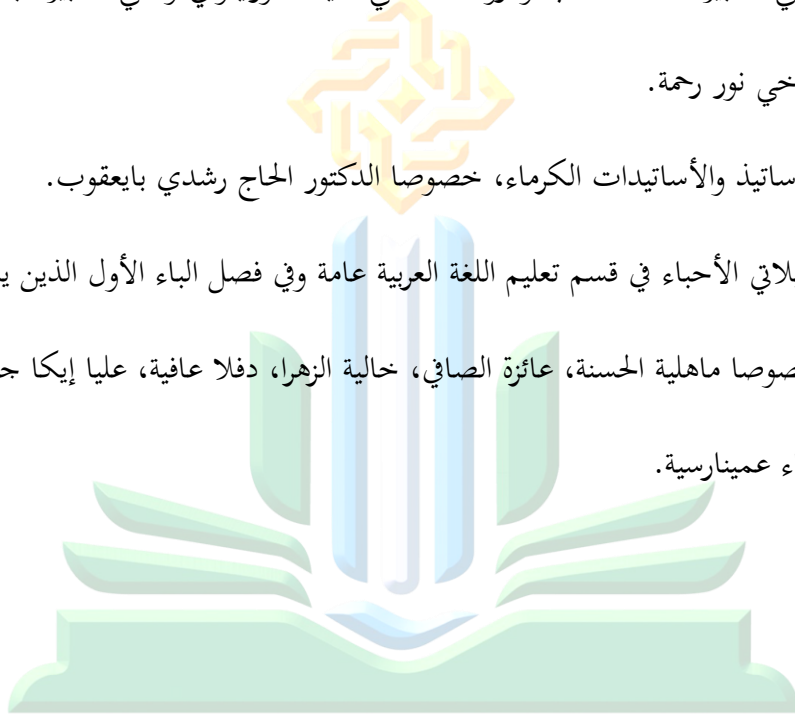 خي نور رحمة.
ساتيذ والأساتيدات الكرماء، خصوصا الدكتور الحاج رشدي بايعقوب.
لاتي الأحباء في قسم تعليم اللغة العربية عامة وفي فصل الباء الأول الذين ي
صوصا ماهلية الحسنة، عائزة الصافي، خالية الزهرا، دفلا عافية، عليا إيكا ج
ء عمينارسية.